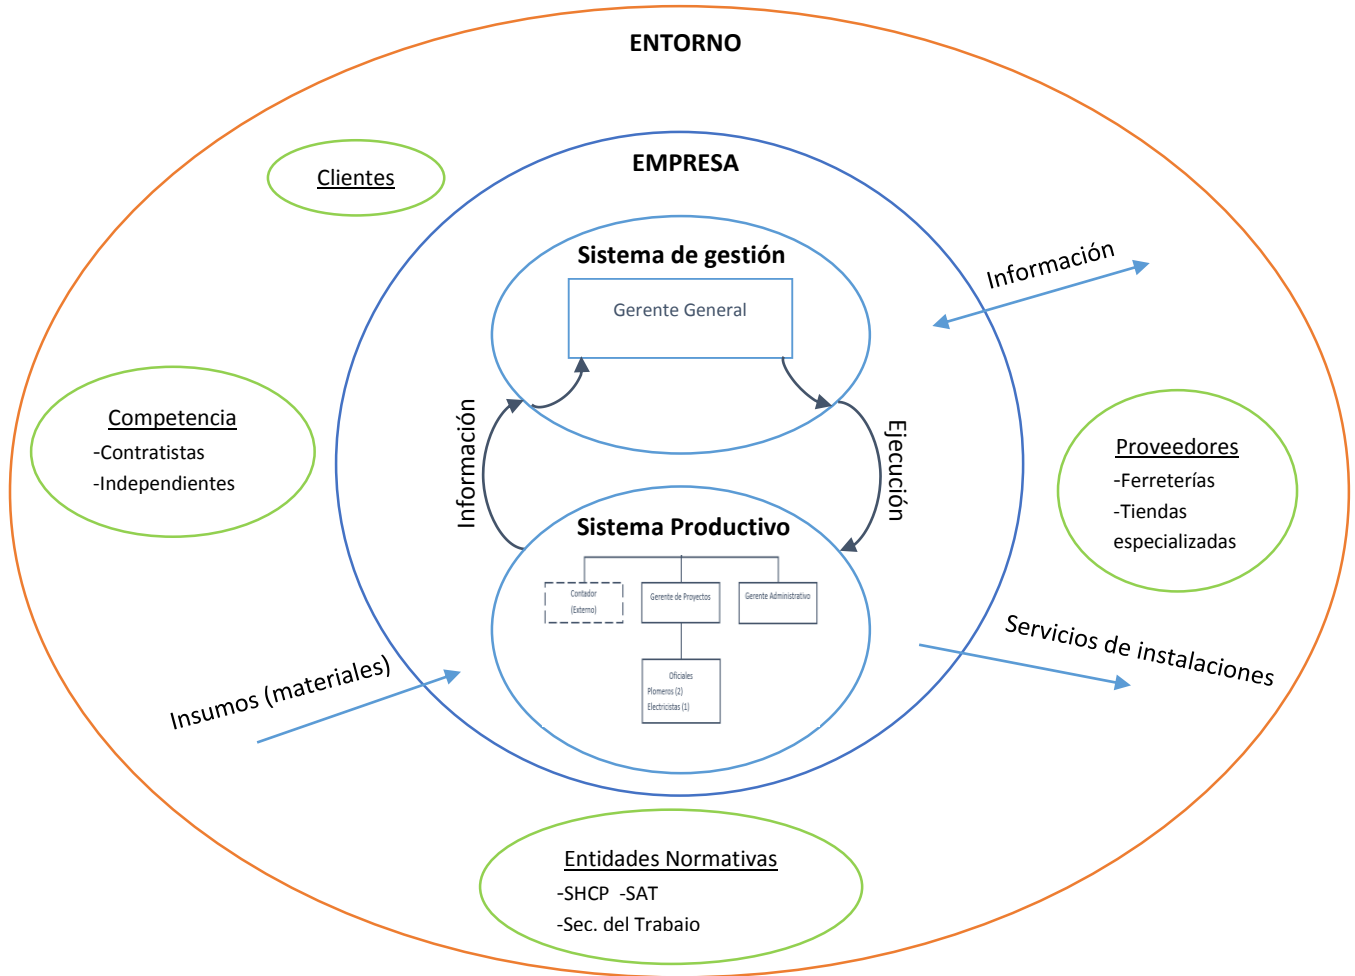 ENTORNO
EMPRESA
Clientes
Sistema de gestión
Gerente General
Información
Competencia
-Contratistas
-Independientes
Información
Ejecución
Proveedores
-Ferreterías
-Tiendas
especializadas
Sistema Productivo
Contador
(Externo)
Gerente de Proyectos
Gerente Administrativo
Oficiales
Plomeros (2)
Electricistas (1)
Insumos (materiales)
Servicios de instalaciones
Entidades Normativas
-SHCP -SAT
-Sec. del Trabajo